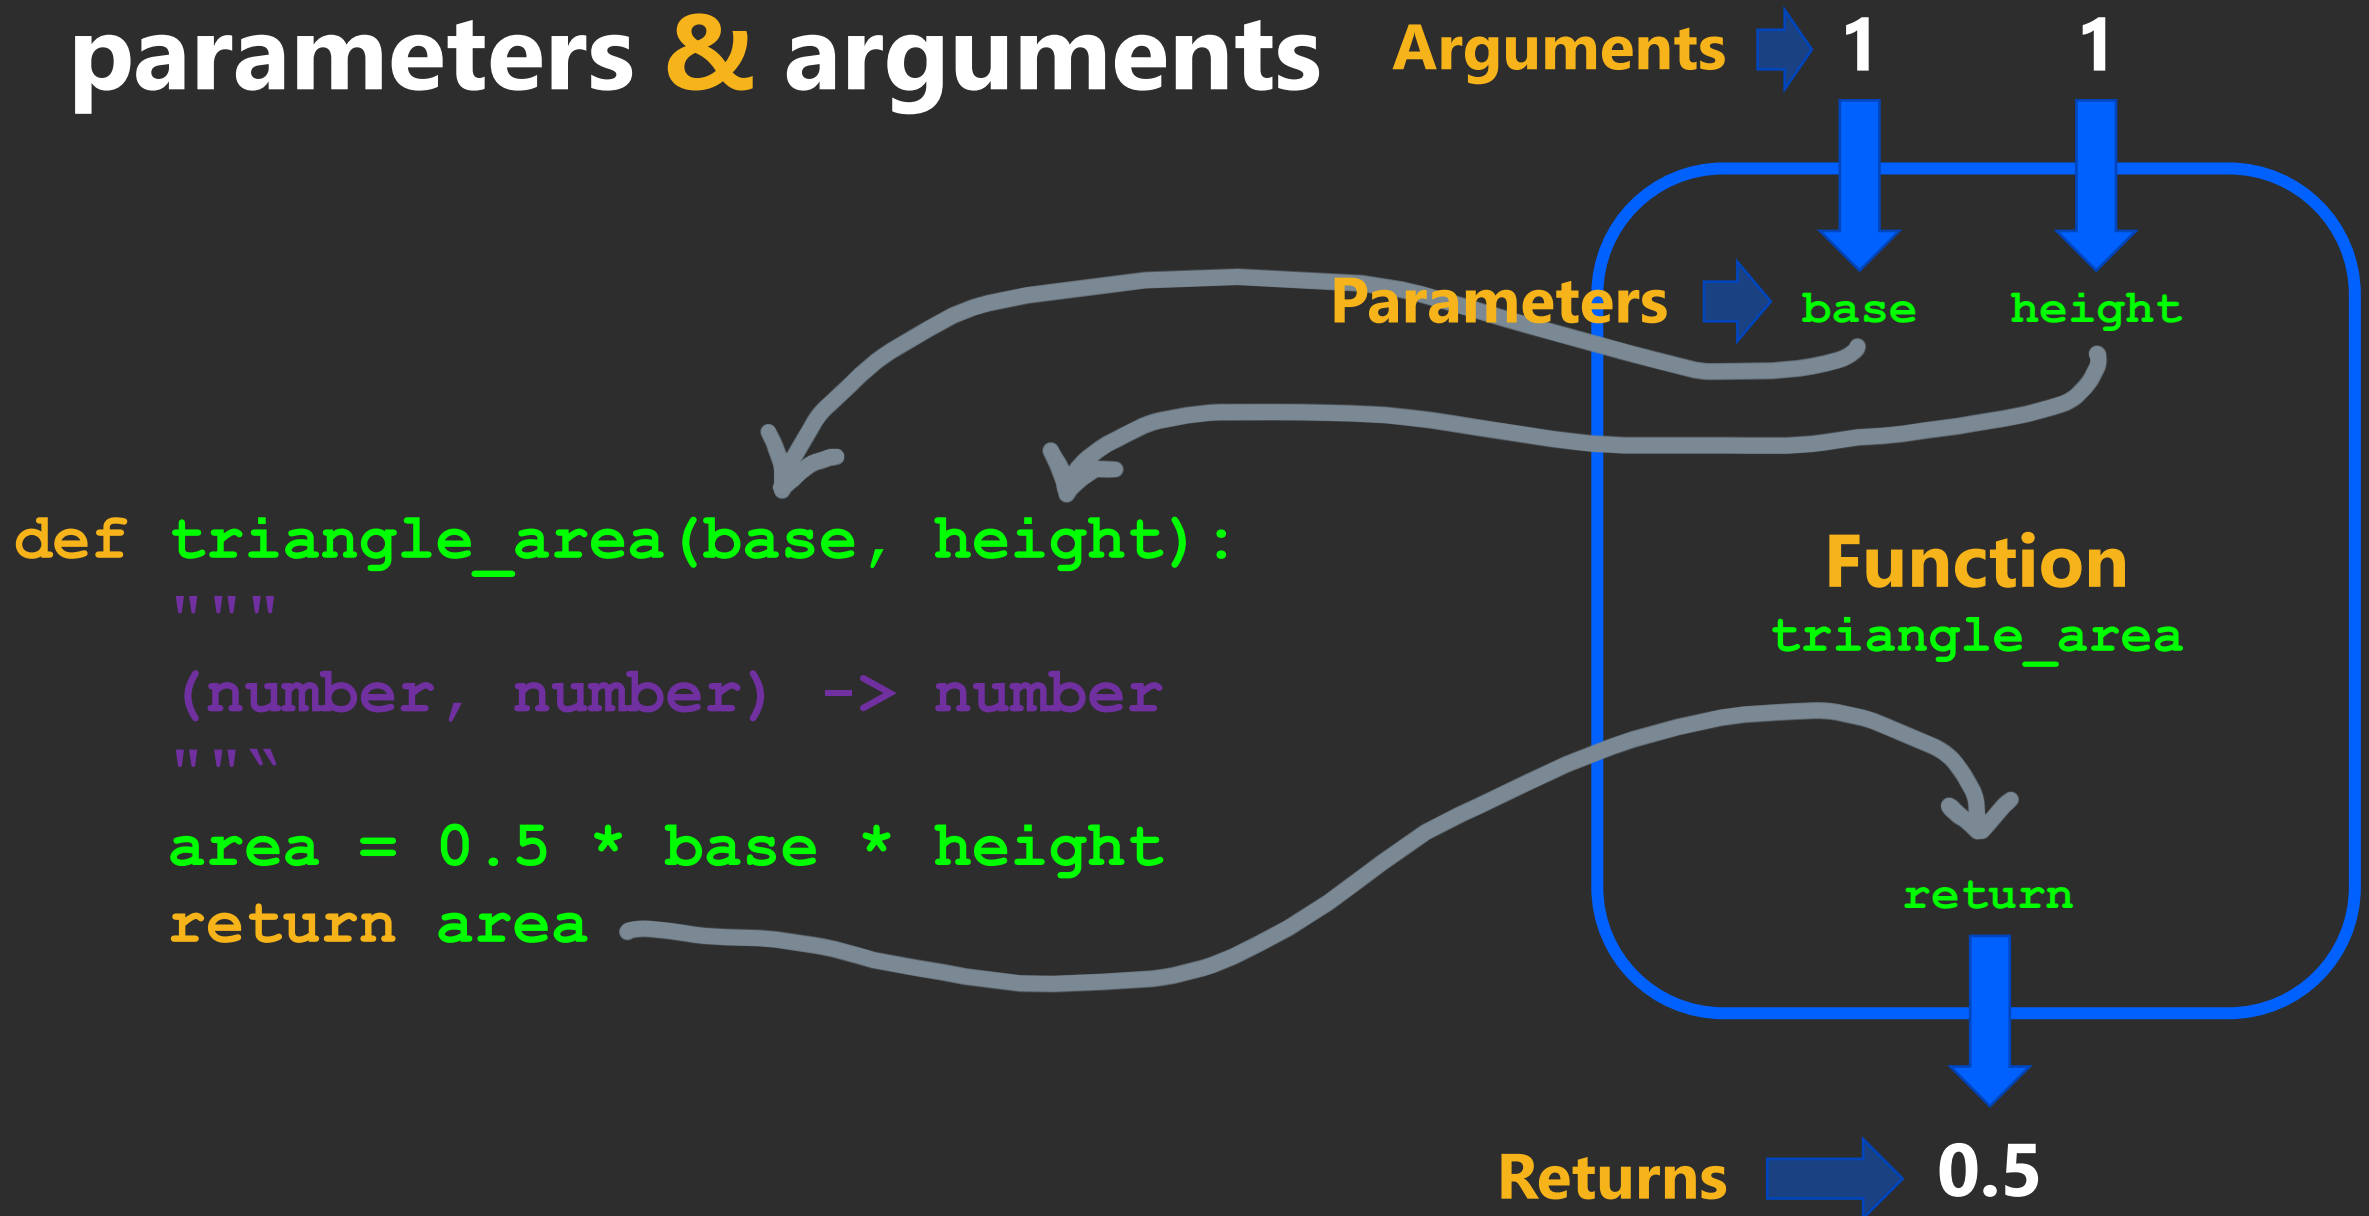 parameters & arguments
Arguments 1 1
Parameters base height
def triangle_area(base, height):
"""
(number, number) -> number
""“
area = 0.5 * base * height
return area
Function
triangle_area
return
Returns 0.5